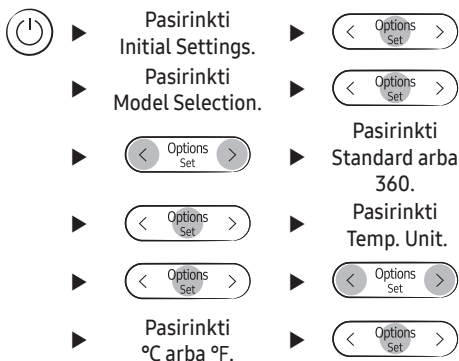 Pasirinkti
Initial Settings.
< Options >
Set
Pasirinkti
Model Selection.
< Options >
Set
< Options >
Set
Pasirinkti
Standard arba
360.
< Options >
Set
Pasirinkti
Temp. Unit.
< Options >
Set
< Options >
Set
Pasirinkti
°C arba °F.
< Options >
Set